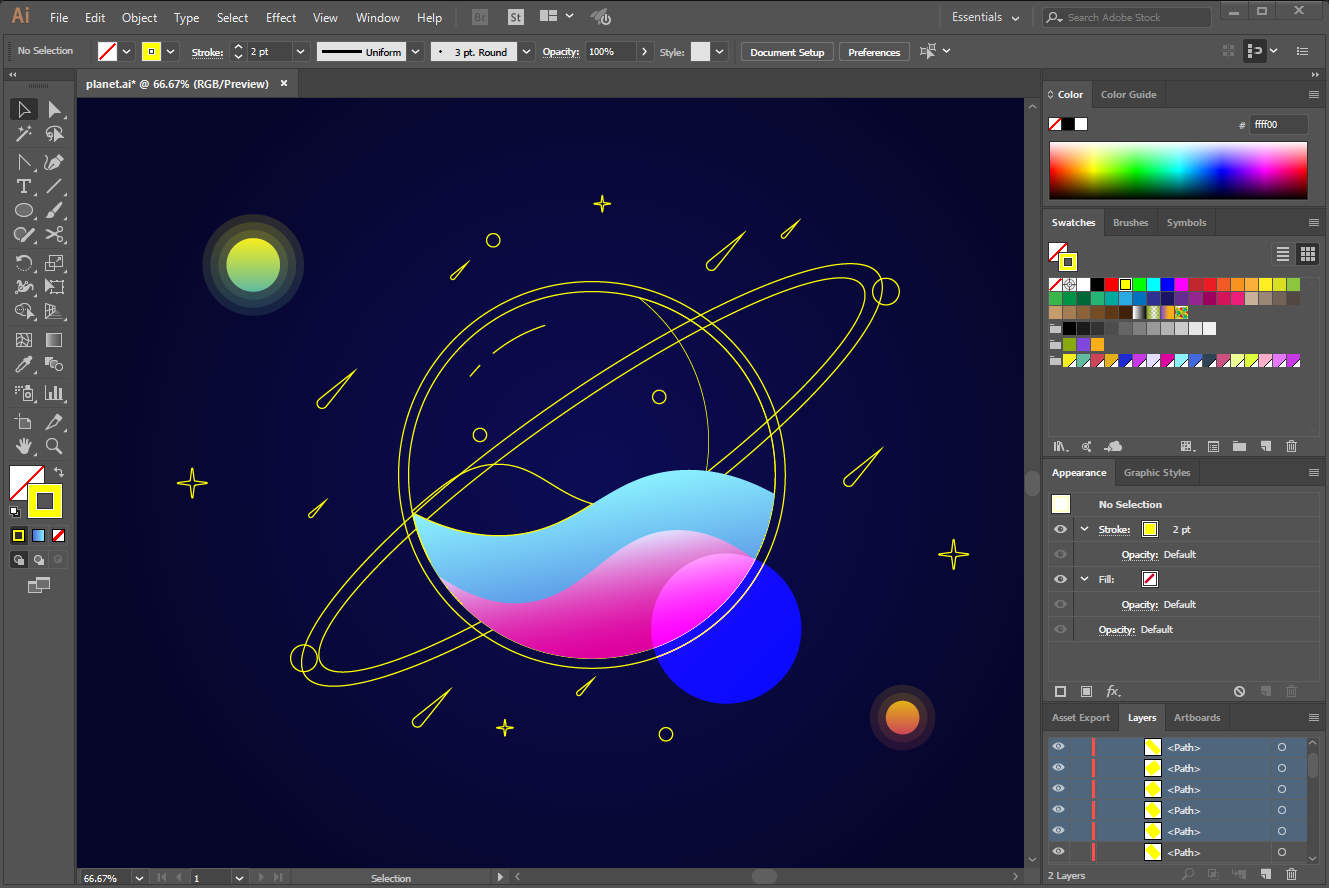 Ai File Edit Object Type Select Effect View Window Help Br St Essentials Search Adobe Stock
No Selection Stroke: 2 pt Uniform 3 pt. Round Opacity: 100% Style: Document Setup Preferences
planet.ai* @ 66.67% (RGB/Preview)
Color Color Guide
# ffff00
Swatches Brushes Symbols
Appearance Graphic Styles
No Selection
Stroke: 2 pt
Opacity: Default
Fill:
Opacity: Default
Opacity: Default
fx.
Asset Export Layers Artboards
<Path>
<Path>
<Path>
<Path>
<Path>
<Path>
2 Layers
66.67% 1 Selection